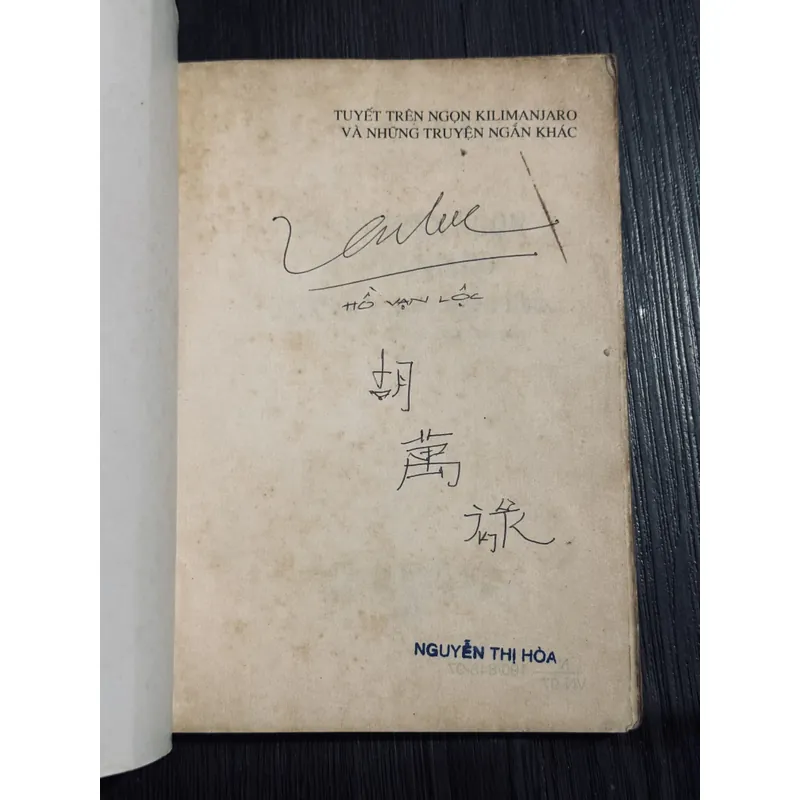 TUYẾT TRÊN NGỌN KILIMANJARO
VÀ NHỮNG TRUYỆN NGẮN KHÁC
HỒ VẠN LỘC
胡
萬
祿
NGUYỄN THỊ HÒA